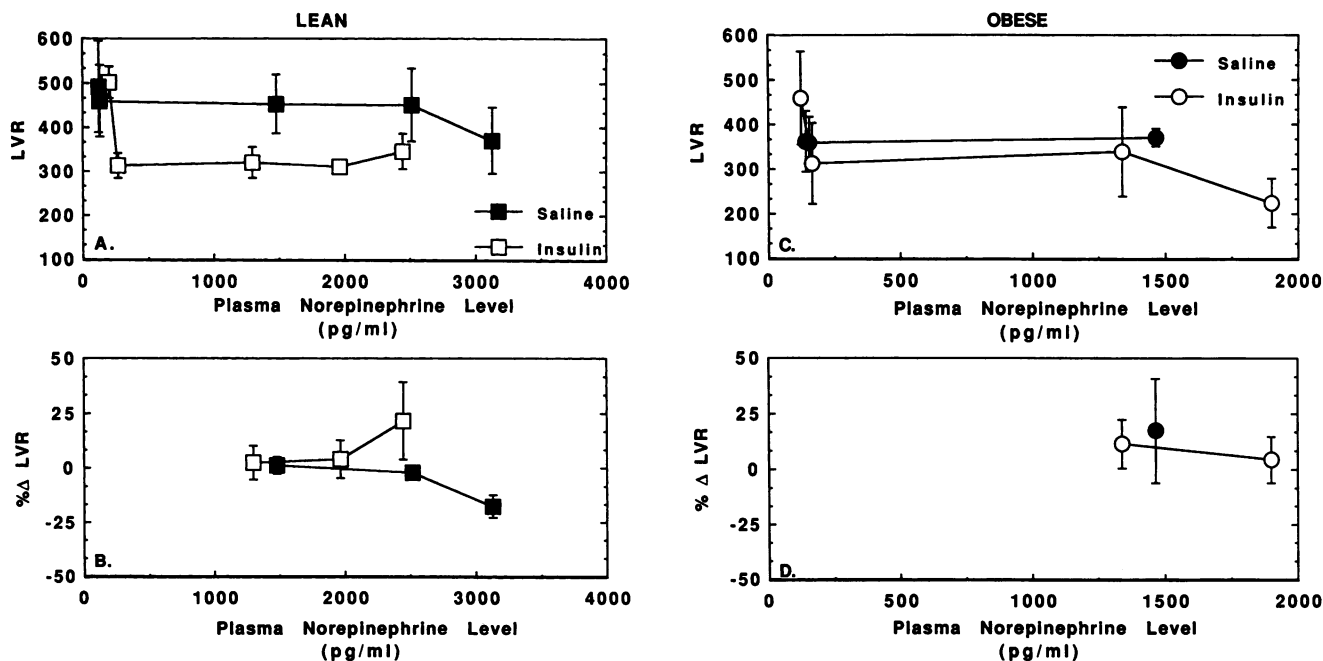 LEAN
600
500
400
300
200
100
LVR
A.
Saline
Insulin
0 1000 2000 3000 4000
Plasma Norepinephrine Level
(pg/ml)
OBESE
600
500
400
300
200
100
LVR
C.
Saline
Insulin
0 500 1000 1500 2000
Plasma Norepinephrine Level
(pg/ml)
50
25
0
-25
-50
%Δ LVR
B.
0 1000 2000 3000 4000
Plasma Norepinephrine Level
(pg/ml)
50
25
0
-25
-50
% Δ LVR
D.
0 500 1000 1500 2000
Plasma Norepinephrine Level
(pg/ml)